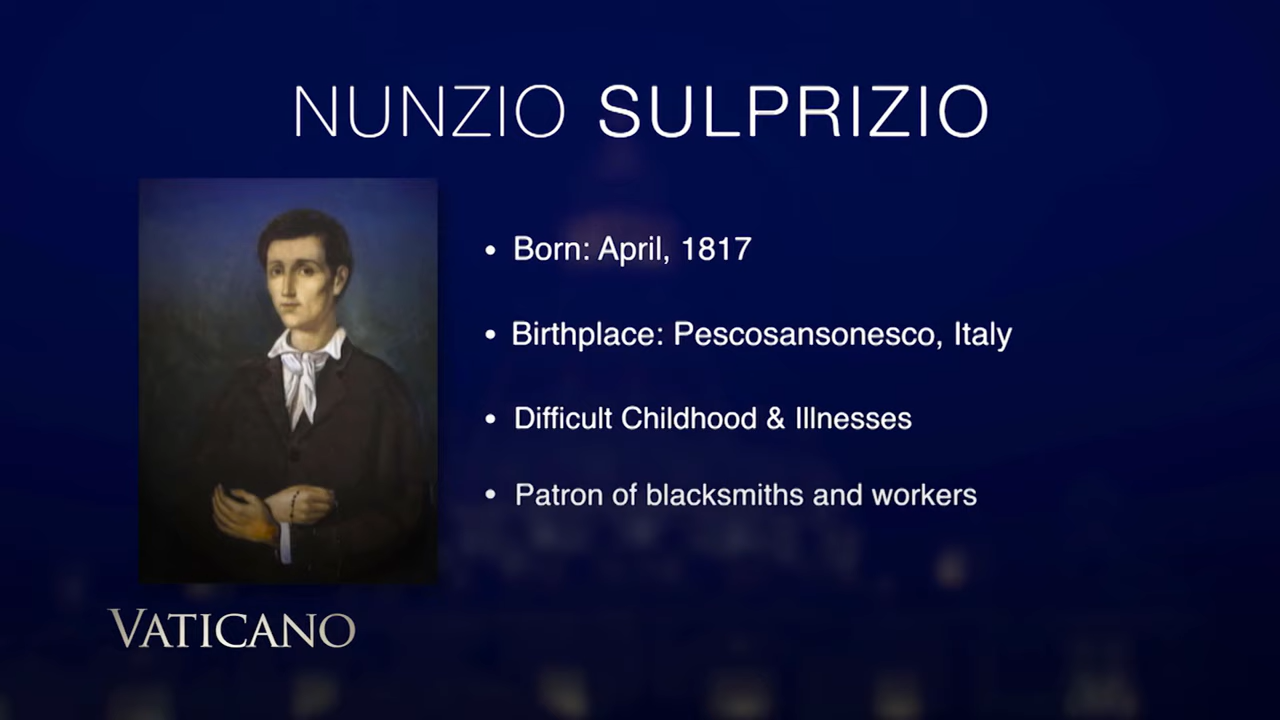 NUNZIO SULPRIZIO
• Born: April, 1817
• Birthplace: Pescosansonesco, Italy
• Difficult Childhood & Illnesses
• Patron of blacksmiths and workers
VATICANO